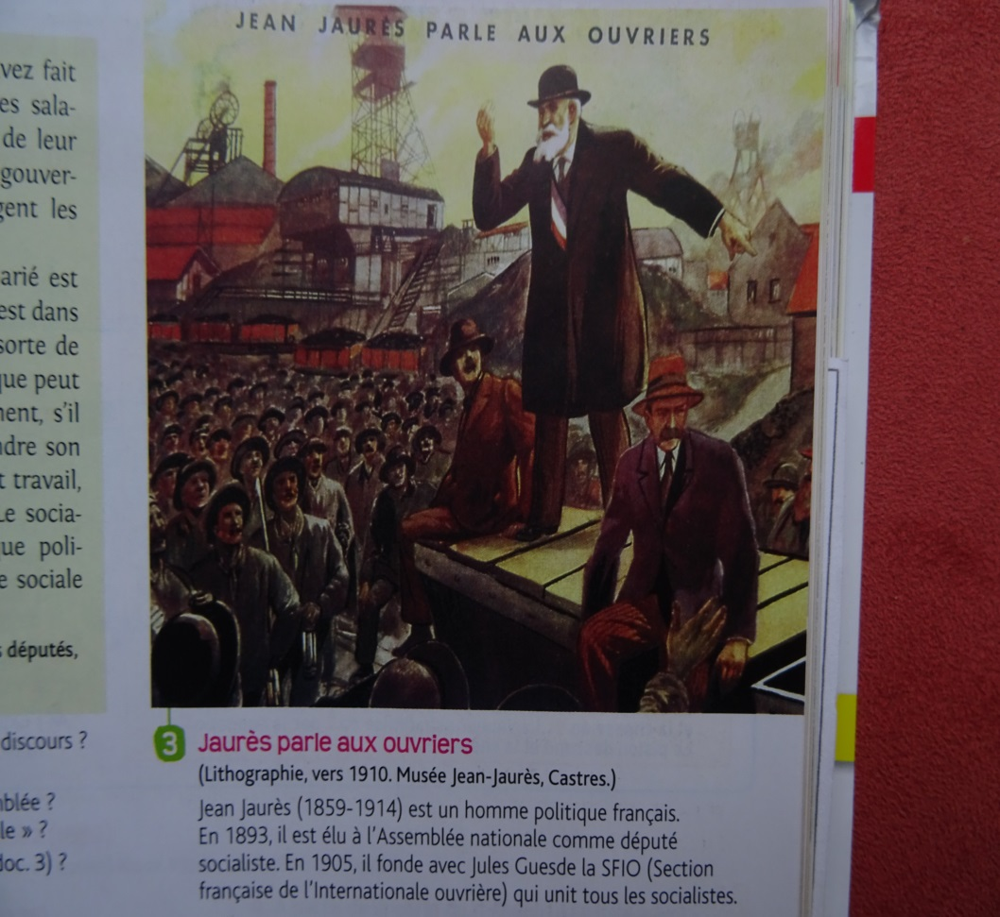 vez fait
es sala-
de leur
gouver-
gent les
arié est
est dans
sorte de
que peut
ment, s'il
ndre son
t travail,
Le socia-
que poli-
e sociale
s députés,
discours ?
mblée ?
le » ?
doc. 3) ?
JEAN JAURÈS PARLE AUX OUVRIERS
3 Jaurès parle aux ouvriers
(Lithographie, vers 1910. Musée Jean-Jaurès, Castres.)
Jean Jaurès (1859-1914) est un homme politique français.
En 1893, il est élu à l'Assemblée nationale comme député
socialiste. En 1905, il fonde avec Jules Guesde la SFIO (Section
française de l'Internationale ouvrière) qui unit tous les socialistes.